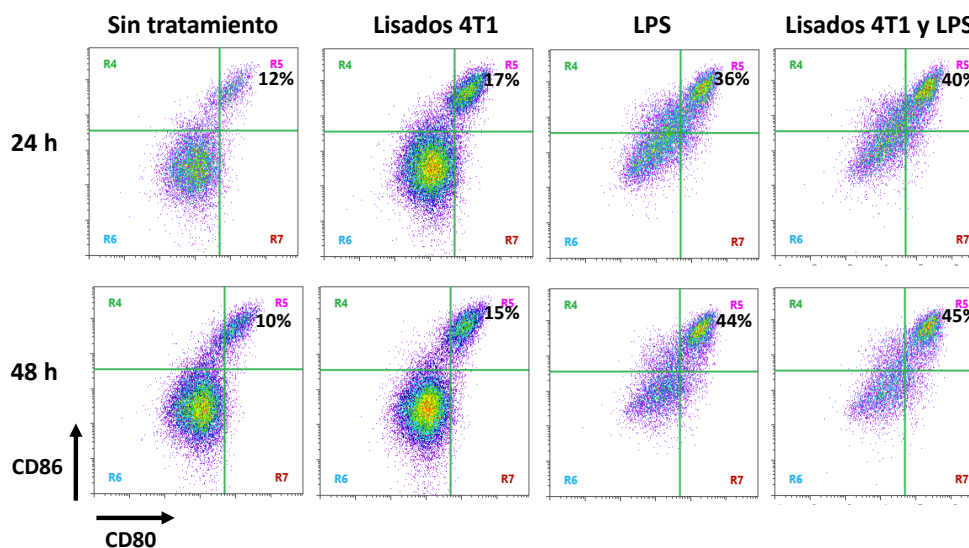 Sin tratamiento Lisados 4T1 LPS Lisados 4T1 y LPS
24 h
R4 R5 12% R6 R7
R4 R5 17% R6 R7
R4 R5 36% R6 R7
R4 R5 40% R6 R7
48 h
R4 R5 10% R6 R7
R4 R5 15% R6 R7
R4 R5 44% R6 R7
R4 R5 45% R6 R7
CD86
CD80